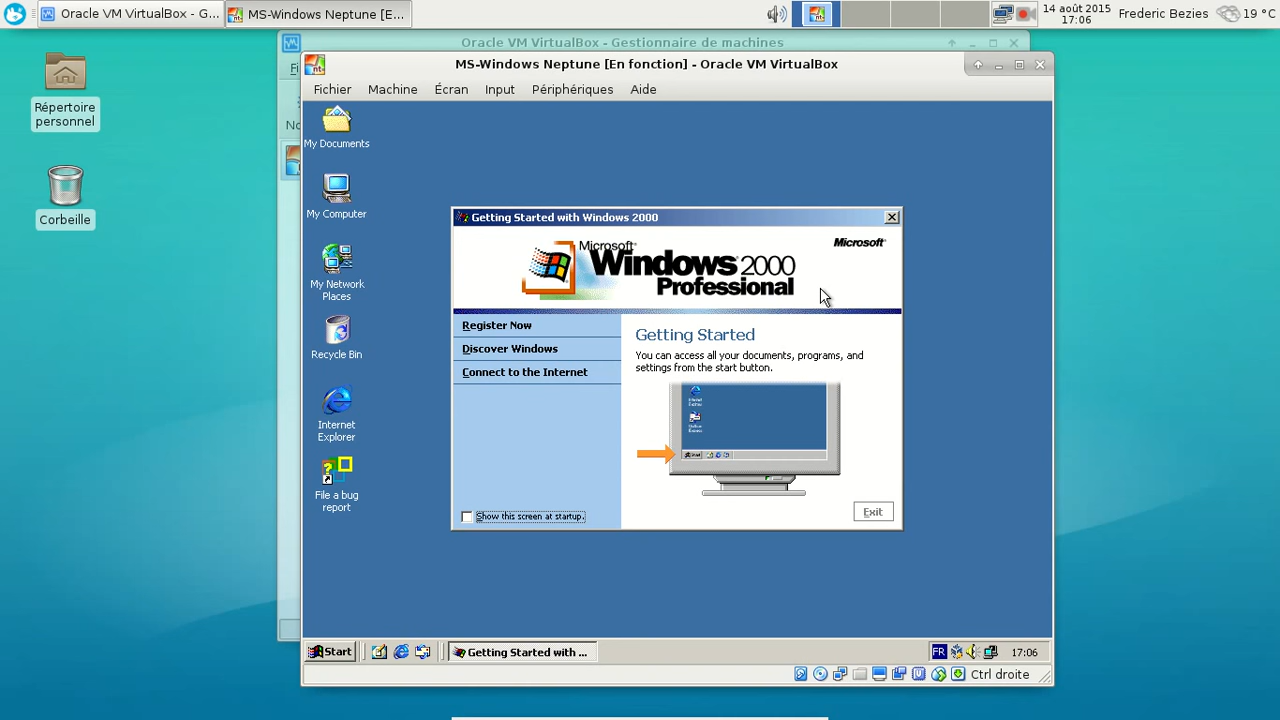 Oracle VM VirtualBox - G...
MS-Windows Neptune [E...
14 août 2015
17:06
Frederic Bezies
19 °C
Répertoire
personnel
Corbeille
Oracle VM VirtualBox - Gestionnaire de machines
MS-Windows Neptune [En fonction] - Oracle VM VirtualBox
Fichier Machine Écran Input Périphériques Aide
My Documents
My Computer
My Network
Places
Recycle Bin
Internet
Explorer
File a bug
report
Getting Started with Windows 2000
Microsoft
Windows 2000
Professional
Microsoft
Register Now
Discover Windows
Connect to the Internet
Show this screen at startup.
Getting Started
You can access all your documents, programs, and
settings from the start button.
Exit
Start
Getting Started with ...
FR
17:06
Ctrl droite